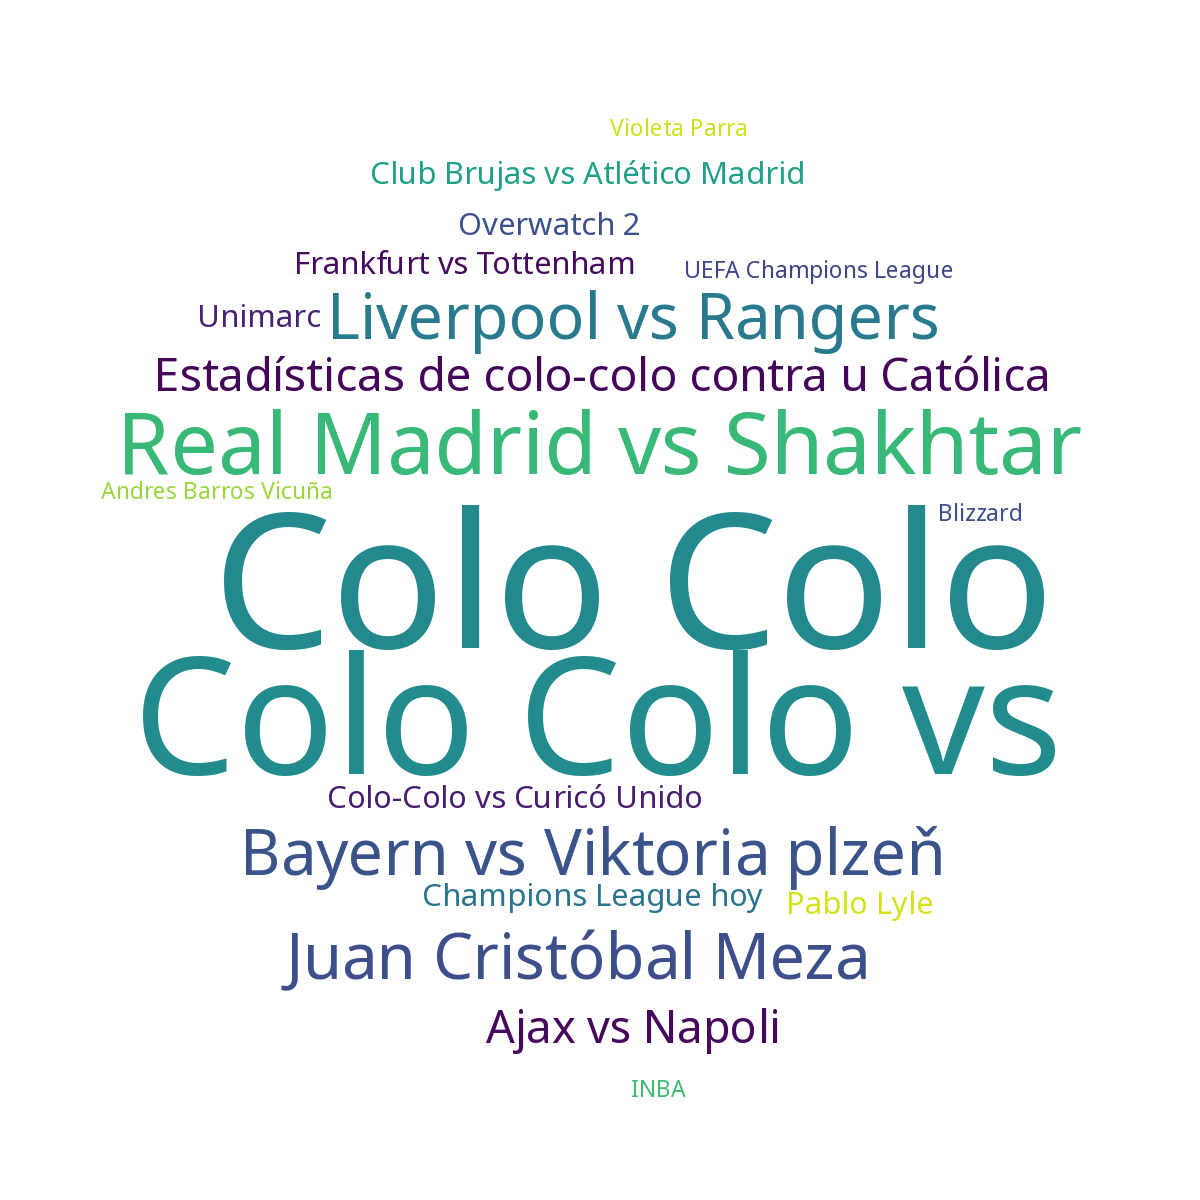 Violeta Parra
Club Brujas vs Atlético Madrid
Overwatch 2
Frankfurt vs Tottenham
UEFA Champions League
Unimarc
Liverpool vs Rangers
Estadísticas de colo-colo contra u Católica
Real Madrid vs Shakhtar
Andres Barros Vicuña
Blizzard
Colo Colo
Colo Colo vs
Colo-Colo vs Curicó Unido
Bayern vs Viktoria plzeň
Champions League hoy
Pablo Lyle
Juan Cristóbal Meza
Ajax vs Napoli
INBA